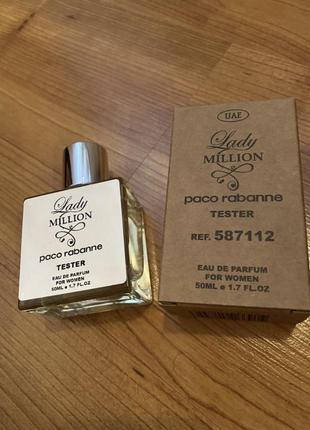 Lady
MILLION
paco rabanne
TESTER
EAU DE PARFUM
FOR WOMEN
50ML e 1.7 FL.OZ
UAE
Lady
MILLION
paco rabanne
TESTER
REF. 587112
EAU DE PARFUM
FOR WOMEN
50ML e 1.7 FL.OZ